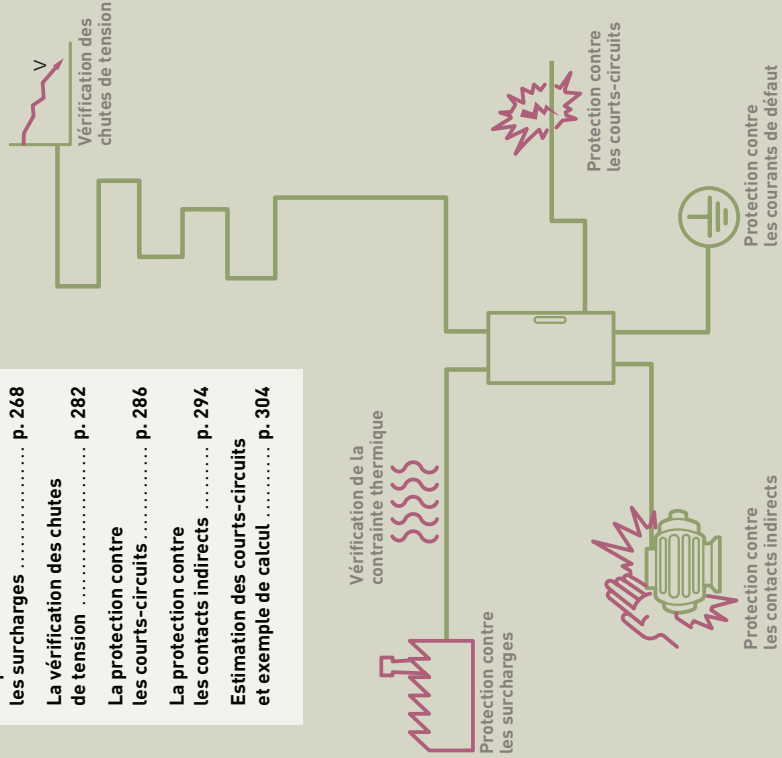 les surcharges .................. p. 268
La vérification des chutes
de tension ...................... p. 282
La protection contre
les courts-circuits .............. p. 286
La protection contre
les contacts indirects ......... p. 294
Estimation des courts-circuits
et exemple de calcul ........... p. 304
V
Vérification des
chutes de tension
Vérification de la
contrainte thermique
Protection contre
les courts-circuits
Protection contre
les surcharges
Protection contre
les contacts indirects
Protection contre
les courants de défaut